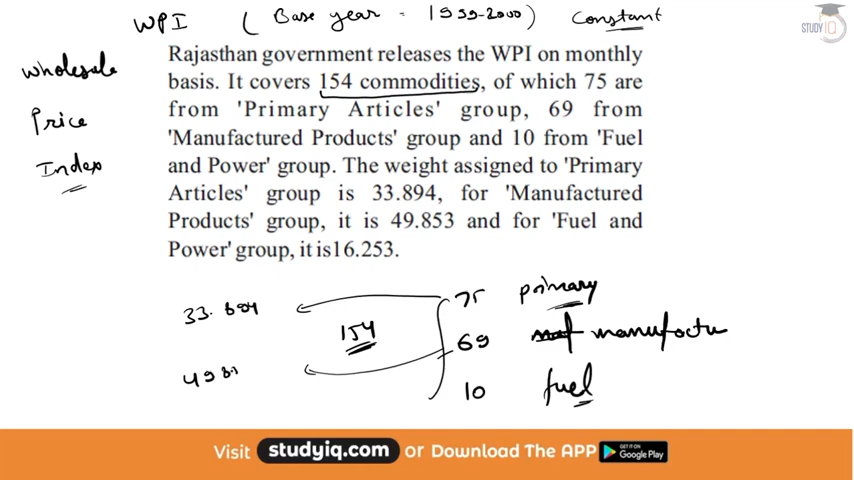 WPI ( Base year - 1999-2000) Constant
STUDY IQ
Wholesale
Price
Index
Rajasthan government releases the WPI on monthly
basis. It covers 154 commodities, of which 75 are
from 'Primary Articles' group, 69 from
'Manufactured Products' group and 10 from 'Fuel
and Power' group. The weight assigned to 'Primary
Articles' group is 33.894, for 'Manufactured
Products' group, it is 49.853 and for 'Fuel and
Power' group, it is16.253.
33.894 75 primary
154
69 manufactu
10 fuel
Visit studyiq.com or Download The APP GET IT ON Google Play